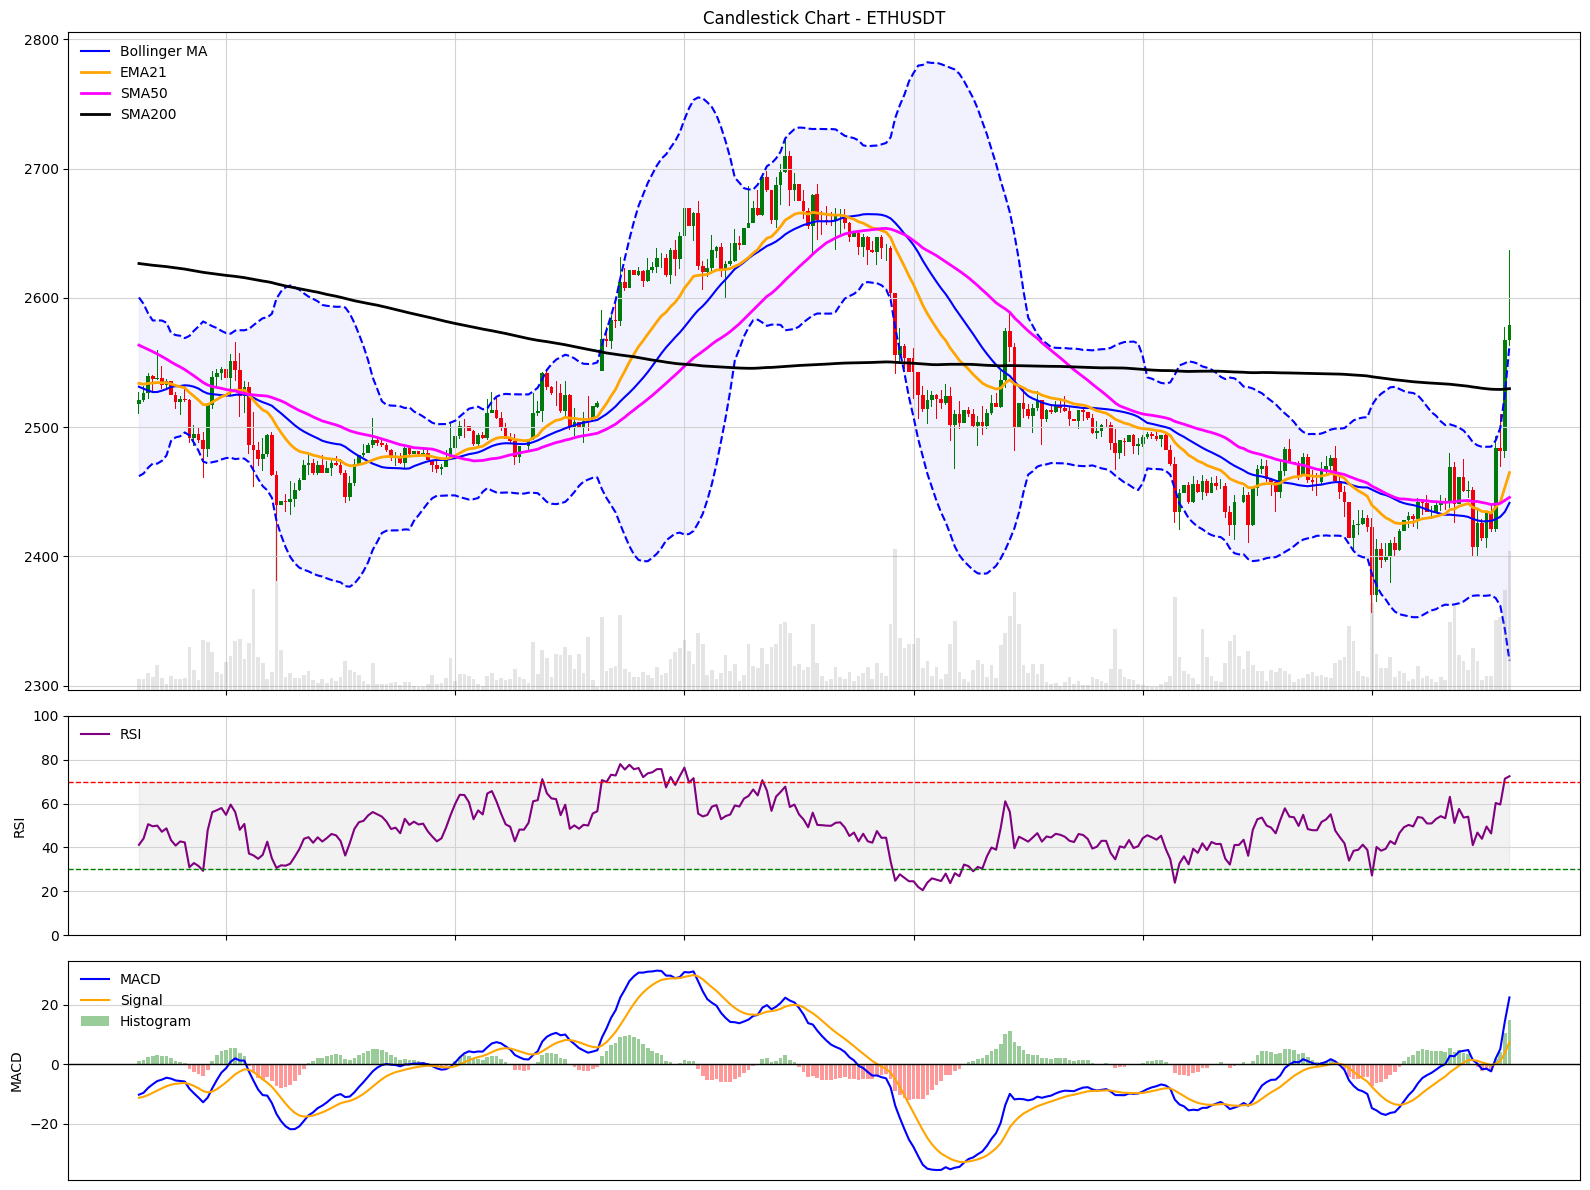 Candlestick Chart - ETHUSDT
2800
2700
2600
2500
2400
2300
Bollinger MA
EMA21
SMA50
SMA200
100
80
60
40
20
0
RSI
RSI
20
0
−20
MACD
MACD
Signal
Histogram